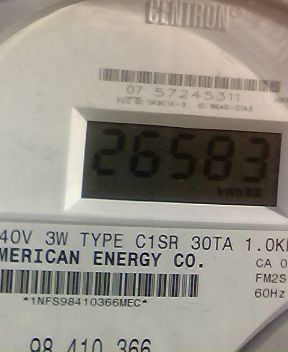 CENTRON®
07 57245311
26583
kWh
40V 3W TYPE C1SR 30TA 1.0K
MERICAN ENERGY CO.
CA 0
FM2S
*1NFS98410366MEC*
60Hz
98 410 366